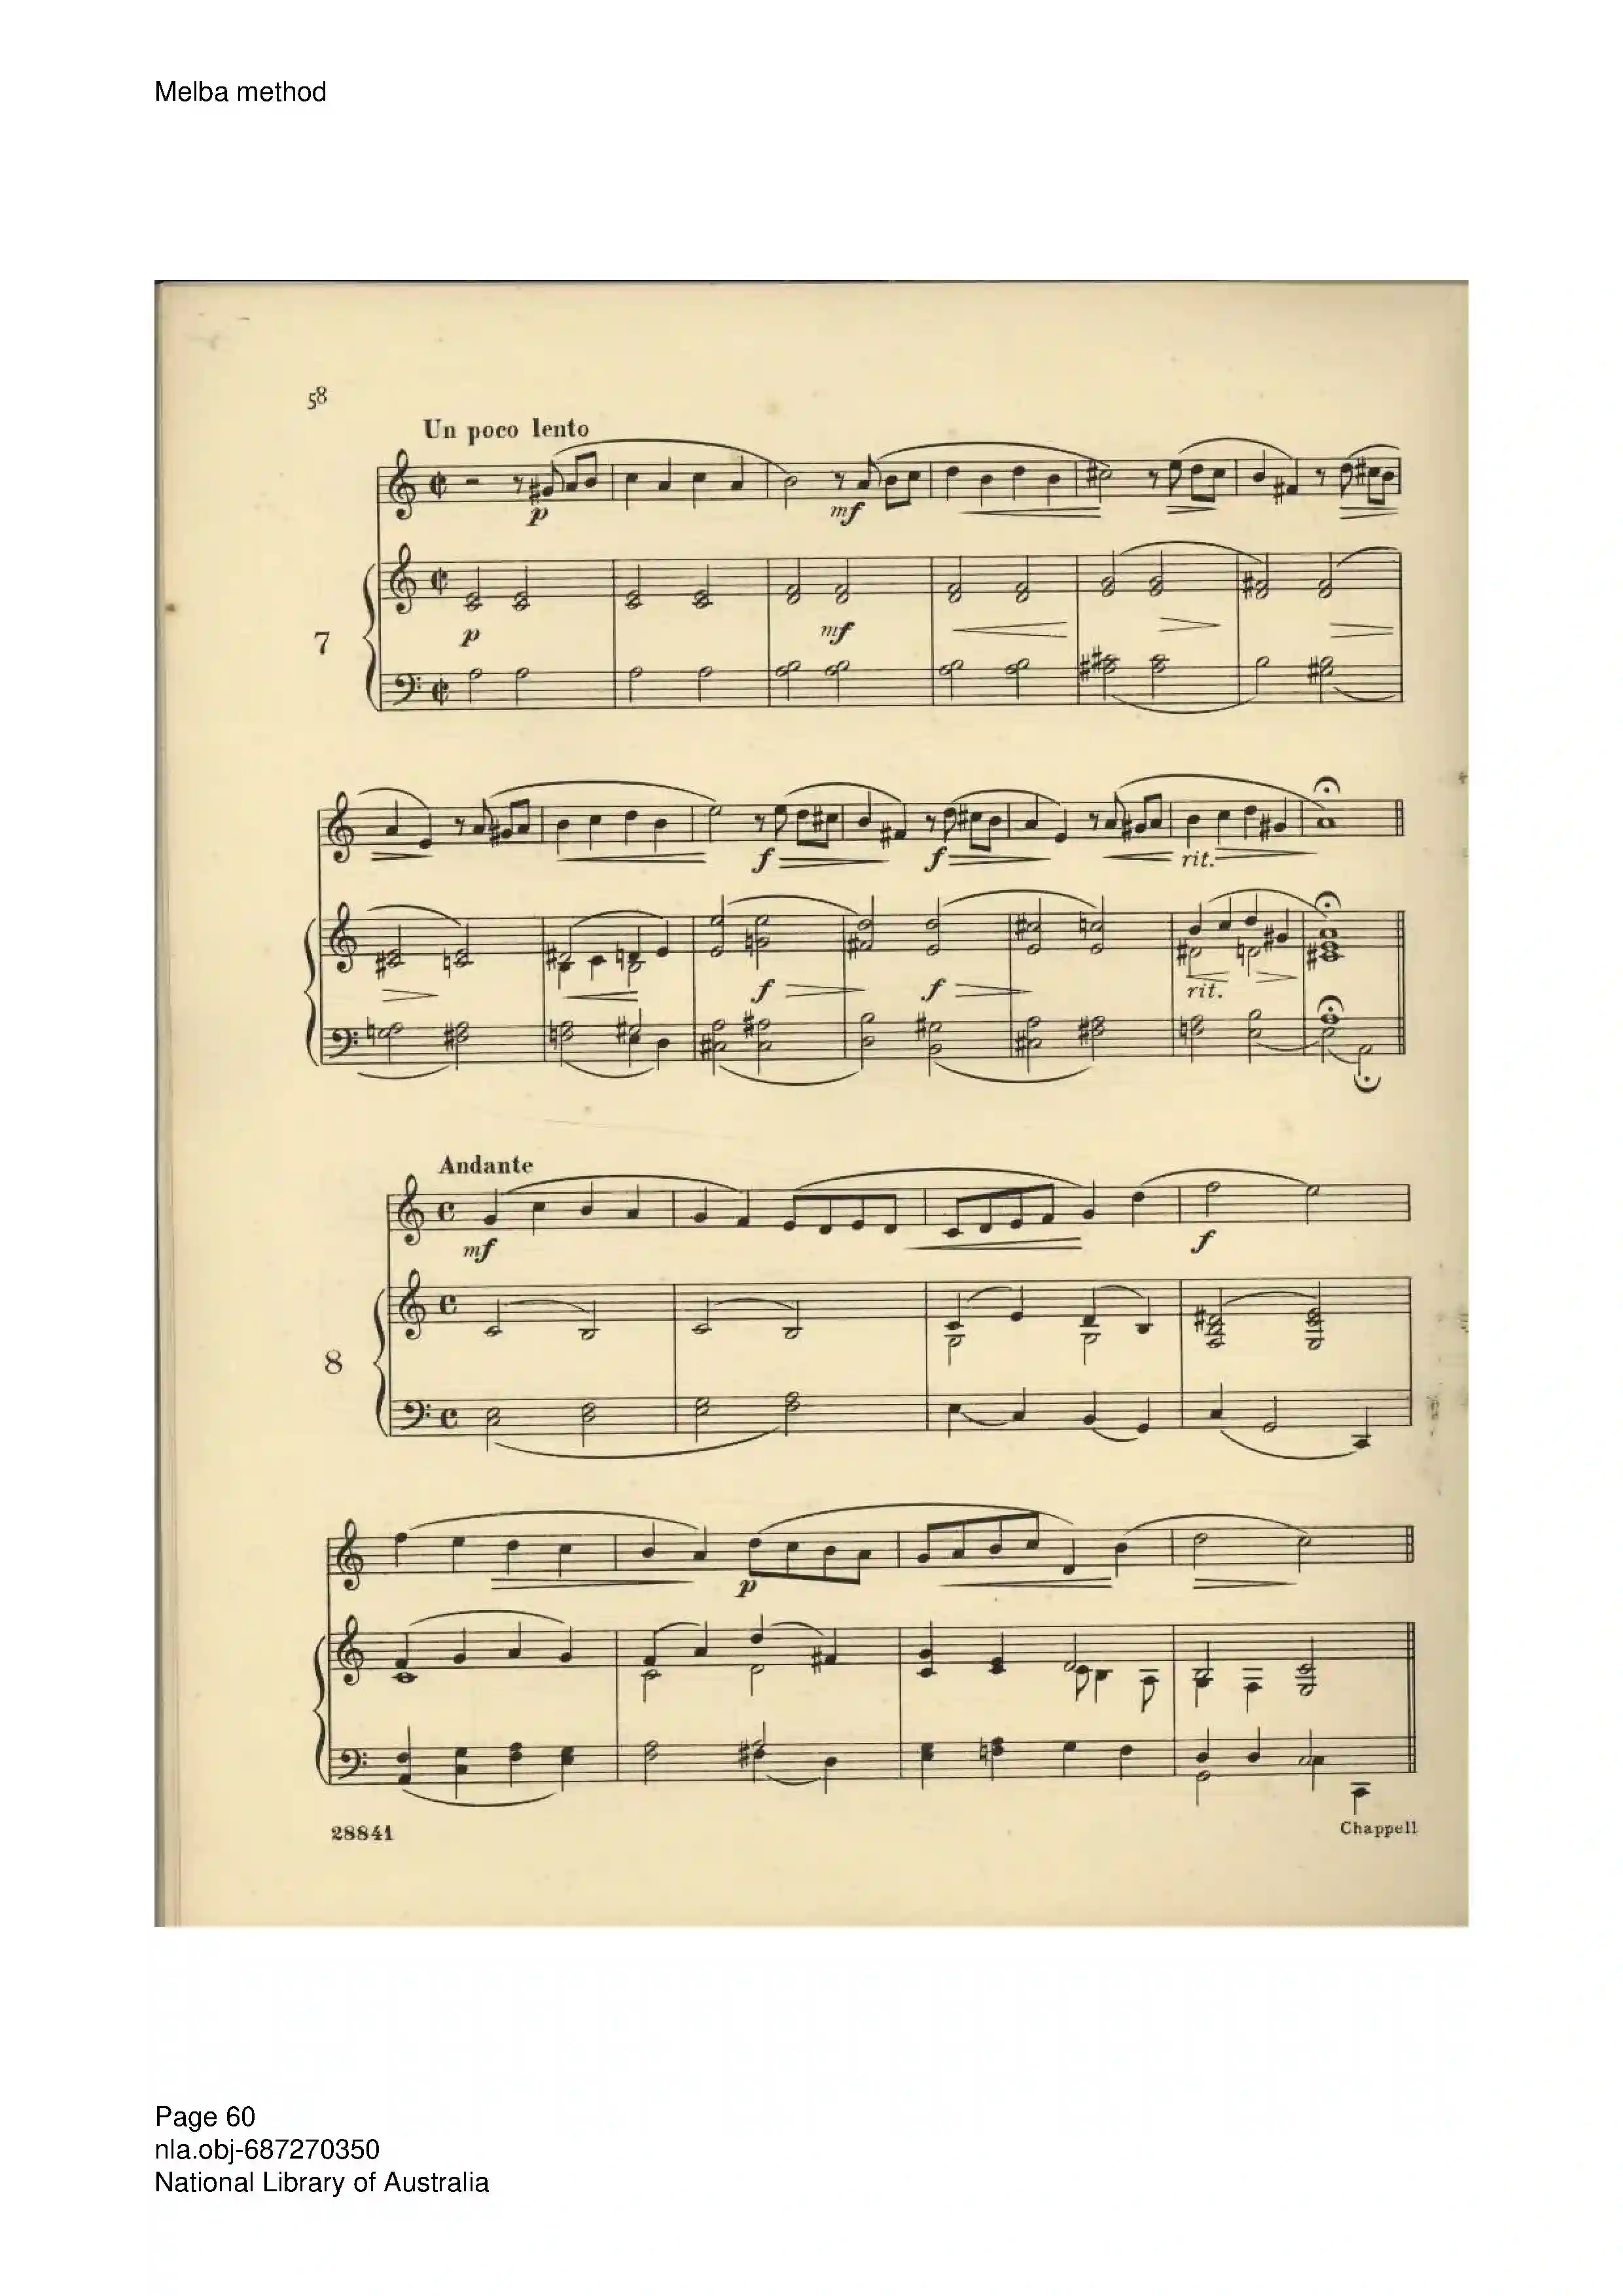 Melba method
58
Un poco lento
p
mf
p
mf
7
f
f
rit.
f
f
rit.
Andante
mf
f
8
p
28841
Chappell
Page 60
nla.obj-687270350
National Library of Australia